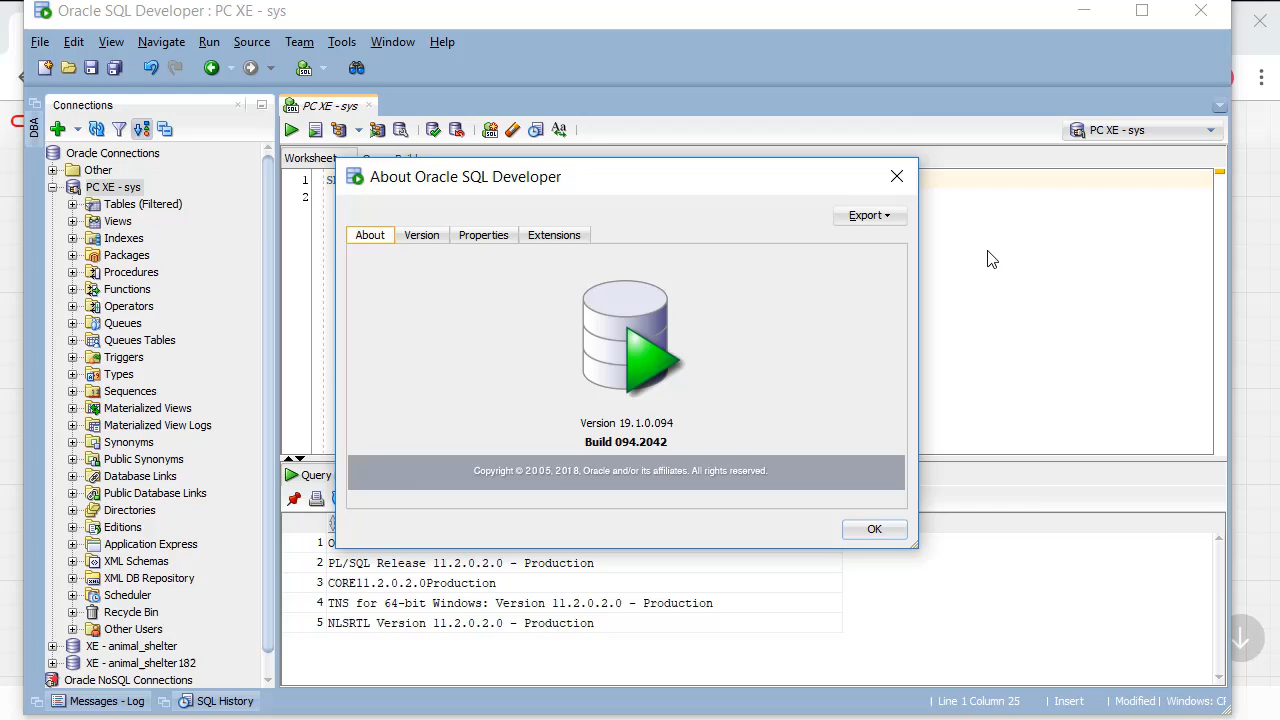 Oracle SQL Developer : PC XE - sys
File Edit View Navigate Run Source Team Tools Window Help
Connections
PC XE - sys
DBA
PC XE - sys
Oracle Connections
Other
PC XE - sys
Tables (Filtered)
Views
Indexes
Packages
Procedures
Functions
Operators
Queues
Queues Tables
Triggers
Types
Sequences
Materialized Views
Materialized View Logs
Synonyms
Public Synonyms
Database Links
Public Database Links
Directories
Editions
Application Express
XML Schemas
XML DB Repository
Scheduler
Recycle Bin
Other Users
XE - animal_shelter
XE - animal_shelter182
Oracle NoSQL Connections
Worksheet
1
2
About Oracle SQL Developer
Export
About Version Properties Extensions
Version 19.1.0.094
Build 094.2042
Copyright © 2005, 2018, Oracle and/or its affiliates. All rights reserved.
OK
Query
1 O
2 PL/SQL Release 11.2.0.2.0 - Production
3 CORE11.2.0.2.0Production
4 TNS for 64-bit Windows: Version 11.2.0.2.0 - Production
5 NLSRTL Version 11.2.0.2.0 - Production
Messages - Log SQL History
Line 1 Column 25 Insert Modified Windows: CF